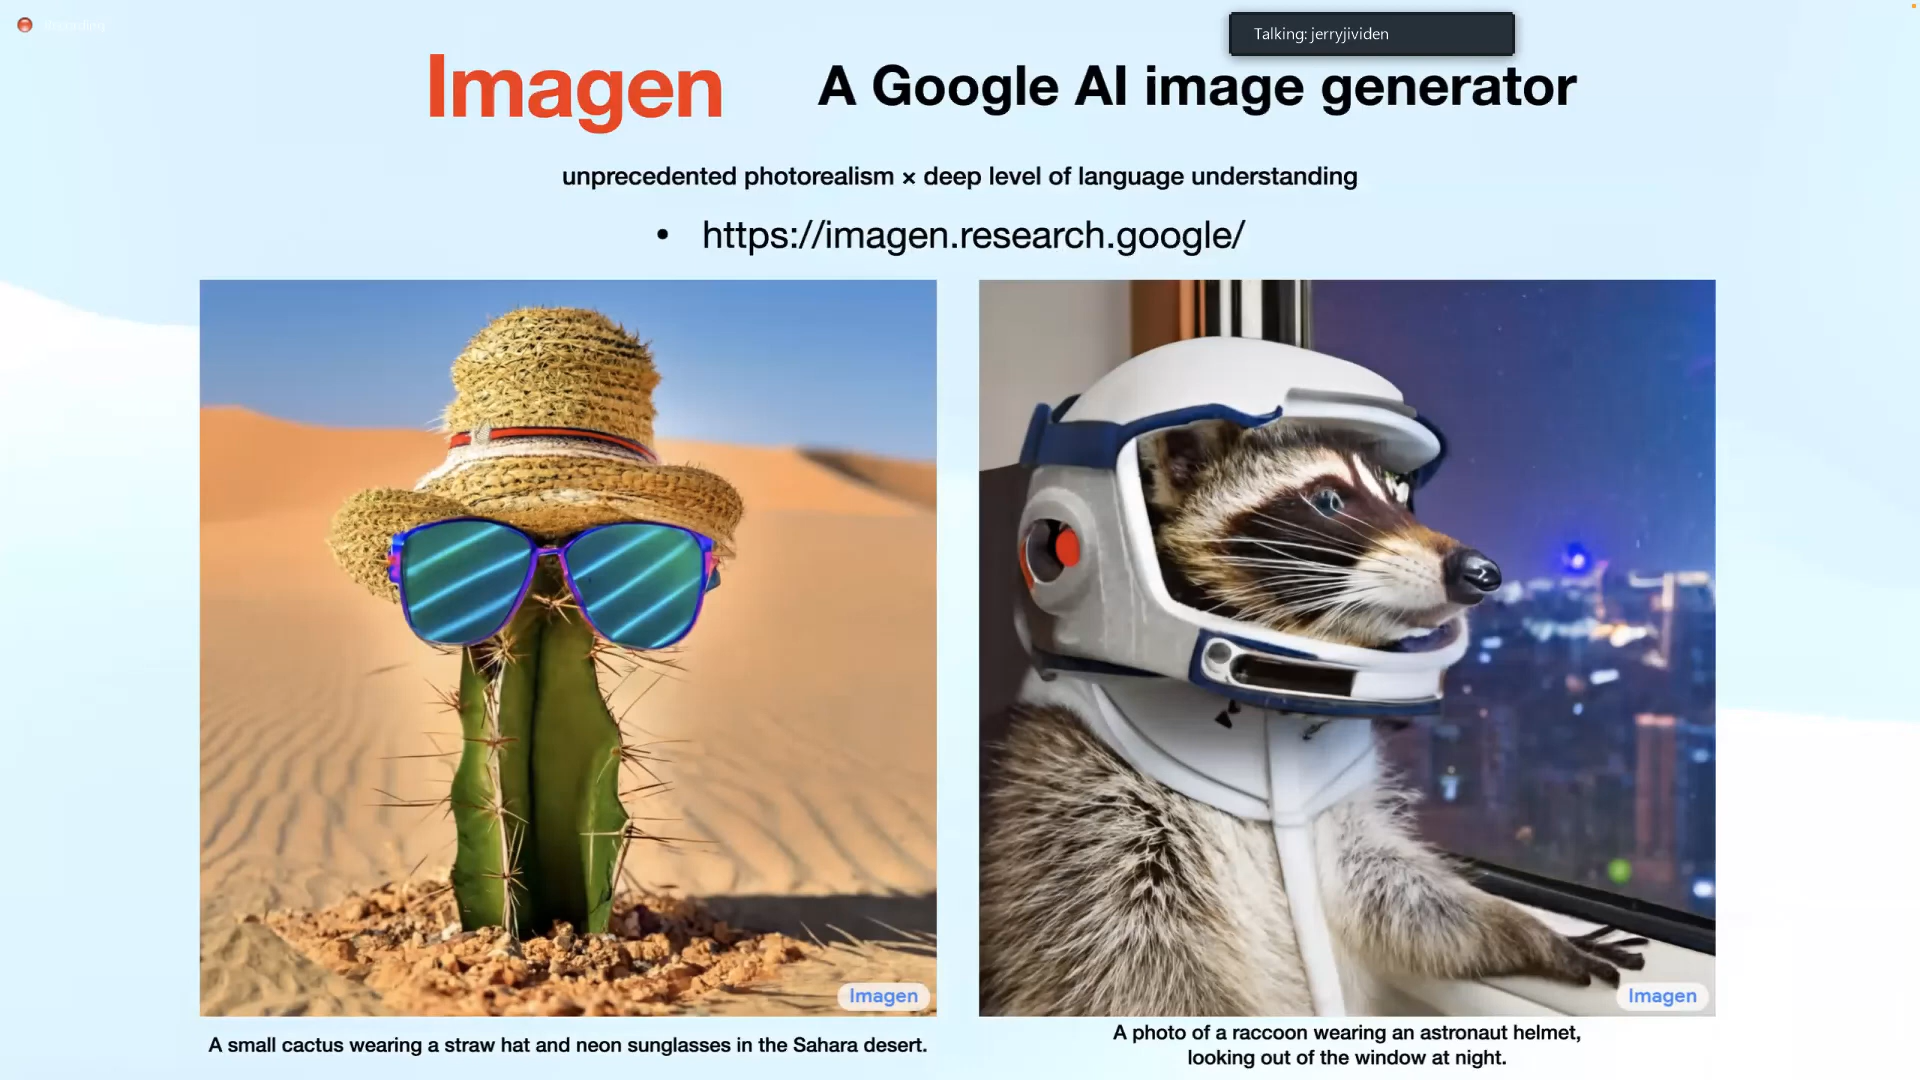 Recording
Talking: jerryjividen
Imagen
A Google AI image generator
unprecedented photorealism × deep level of language understanding
• https://imagen.research.google/
Imagen
Imagen
A small cactus wearing a straw hat and neon sunglasses in the Sahara desert.
A photo of a raccoon wearing an astronaut helmet,
looking out of the window at night.